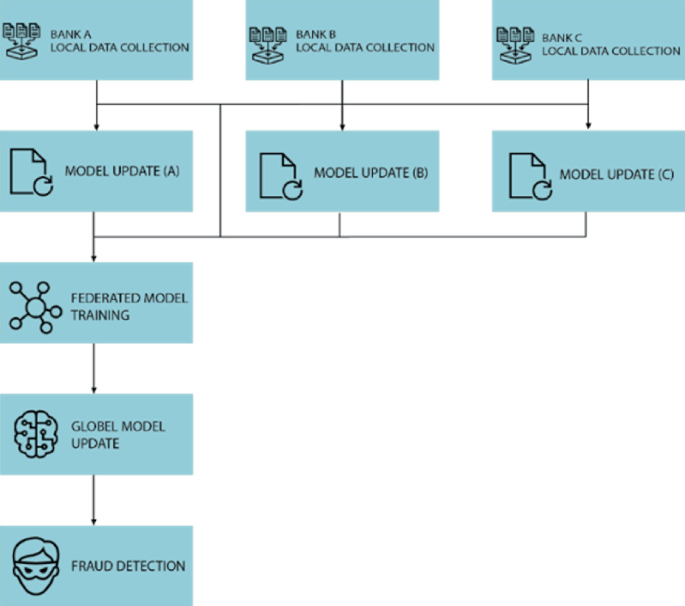 BANK A
LOCAL DATA COLLECTION
BANK B
LOCAL DATA COLLECTION
BANK C
LOCAL DATA COLLECTION
MODEL UPDATE (A)
MODEL UPDATE (B)
MODEL UPDATE (C)
FEDERATED MODEL
TRAINING
GLOBEL MODEL
UPDATE
FRAUD DETECTION